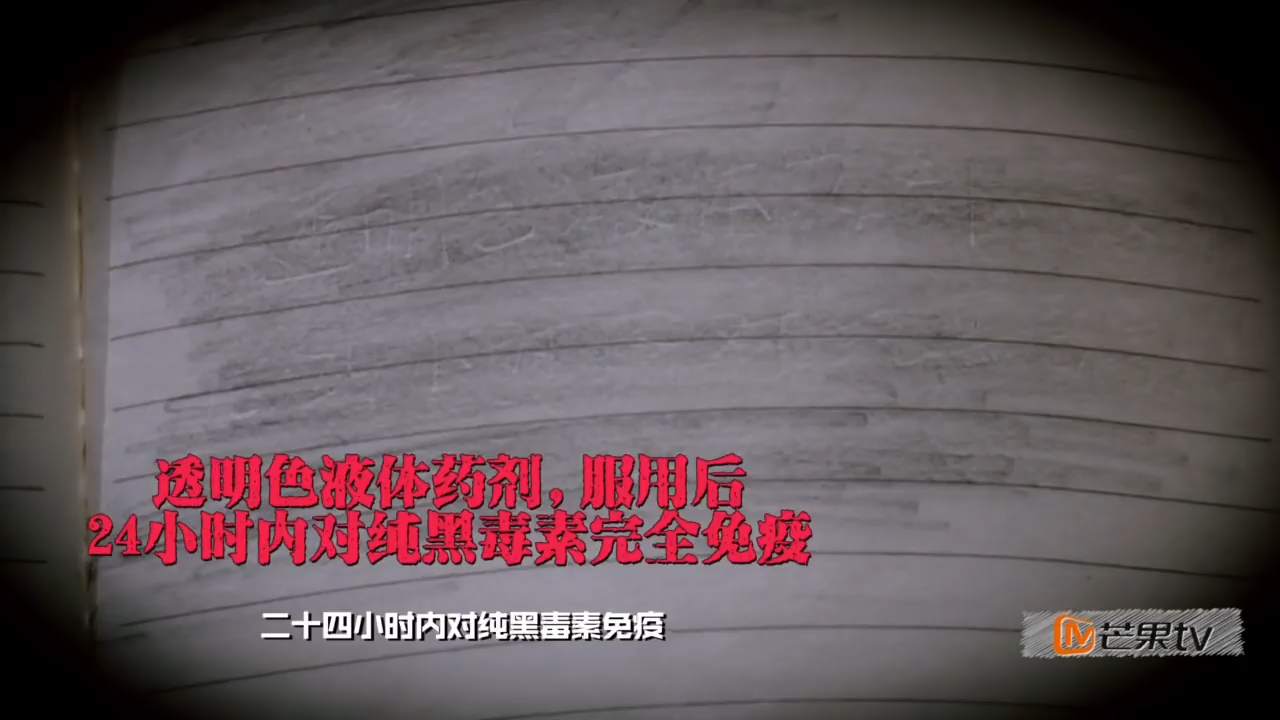 透明色液体药剂，服用后
24小时内对纯黑毒素完全免疫
二十四小时内对纯黑毒素免疫
芒果tv